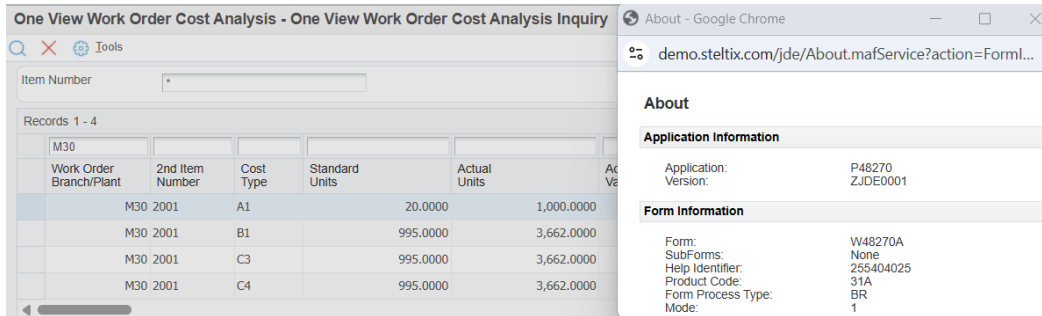 One View Work Order Cost Analysis - One View Work Order Cost Analysis Inquiry
Tools
Item Number *
Records 1 - 4
M30
Work Order Branch/Plant 2nd Item Number Cost Type Standard Units Actual Units
M30 2001 A1 20.0000 1,000.0000
M30 2001 B1 995.0000 3,662.0000
M30 2001 C3 995.0000 3,662.0000
M30 2001 C4 995.0000 3,662.0000
About - Google Chrome
demo.steltix.com/jde/About.mafService?action=FormI...
About
Application Information
Application: P48270
Version: ZJDE0001
Form Information
Form: W48270A
SubForms: None
Help Identifier: 255404025
Product Code: 31A
Form Process Type: BR
Mode: 1